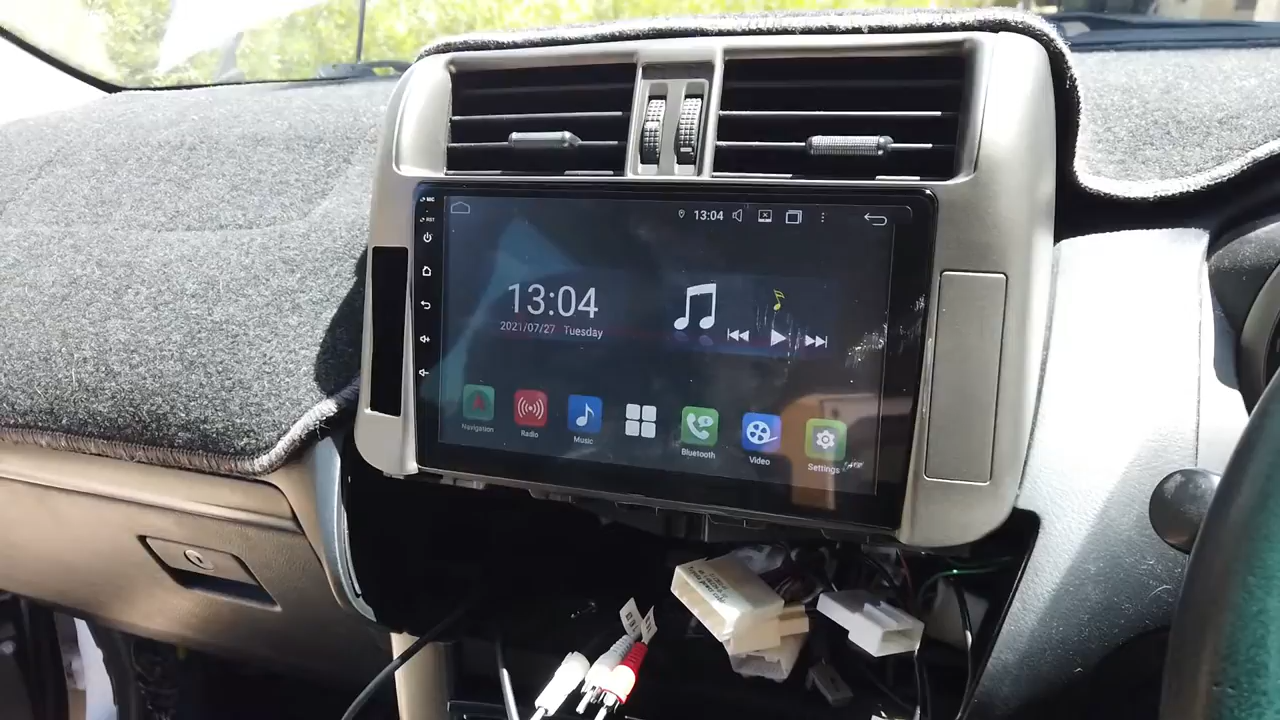 MIC
RST
13:04
13:04
2021/07/27 Tuesday
Navigation
Radio
Music
Bluetooth
Video
Settings